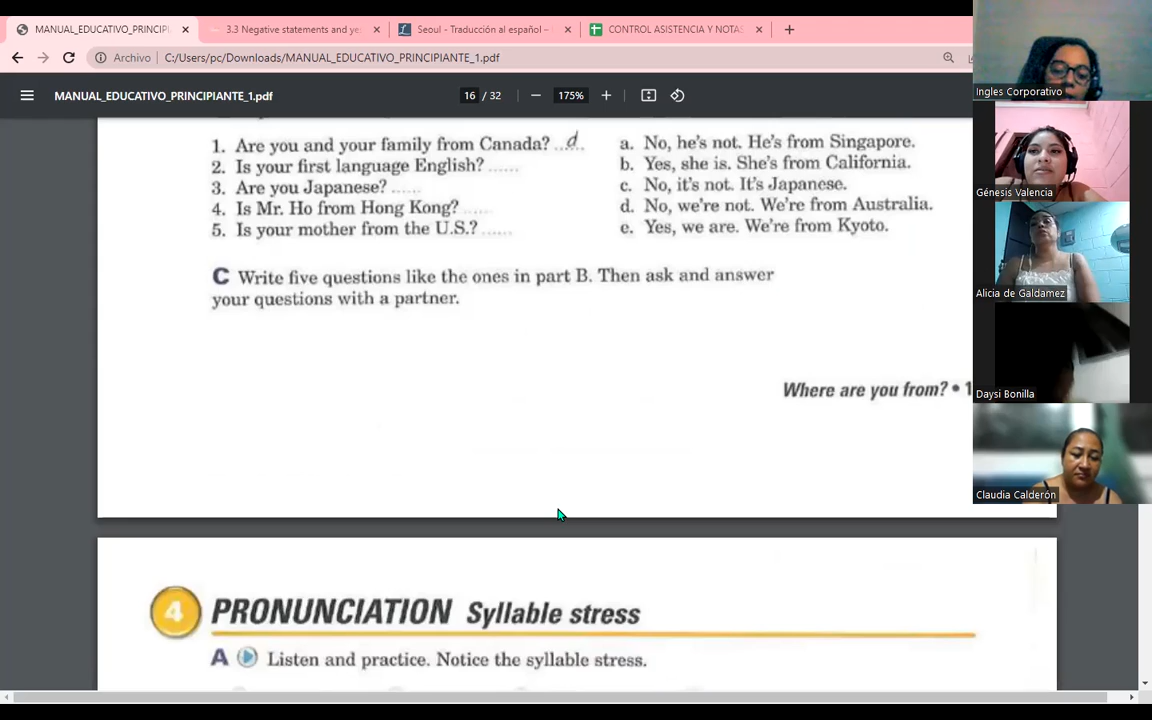 MANUAL_EDUCATIVO_PRINCIPI
3.3 Negative statements and ye
Seoul - Traducción al español –
CONTROL ASISTENCIA Y NOTAS
Archivo
C:/Users/pc/Downloads/MANUAL_EDUCATIVO_PRINCIPIANTE_1.pdf
MANUAL_EDUCATIVO_PRINCIPIANTE_1.pdf
16 / 32
175%
1. Are you and your family from Canada? ..d..
2. Is your first language English? ......
3. Are you Japanese? ......
4. Is Mr. Ho from Hong Kong? ......
5. Is your mother from the U.S.? ......
a. No, he's not. He's from Singapore.
b. Yes, she is. She's from California.
c. No, it's not. It's Japanese.
d. No, we're not. We're from Australia.
e. Yes, we are. We're from Kyoto.
C Write five questions like the ones in part B. Then ask and answer
your questions with a partner.
Where are you from? • 1
4 PRONUNCIATION Syllable stress
A Listen and practice. Notice the syllable stress.
Ingles Corporativo
Génesis Valencia
Alicia de Galdamez
Daysi Bonilla
Claudia Calderón